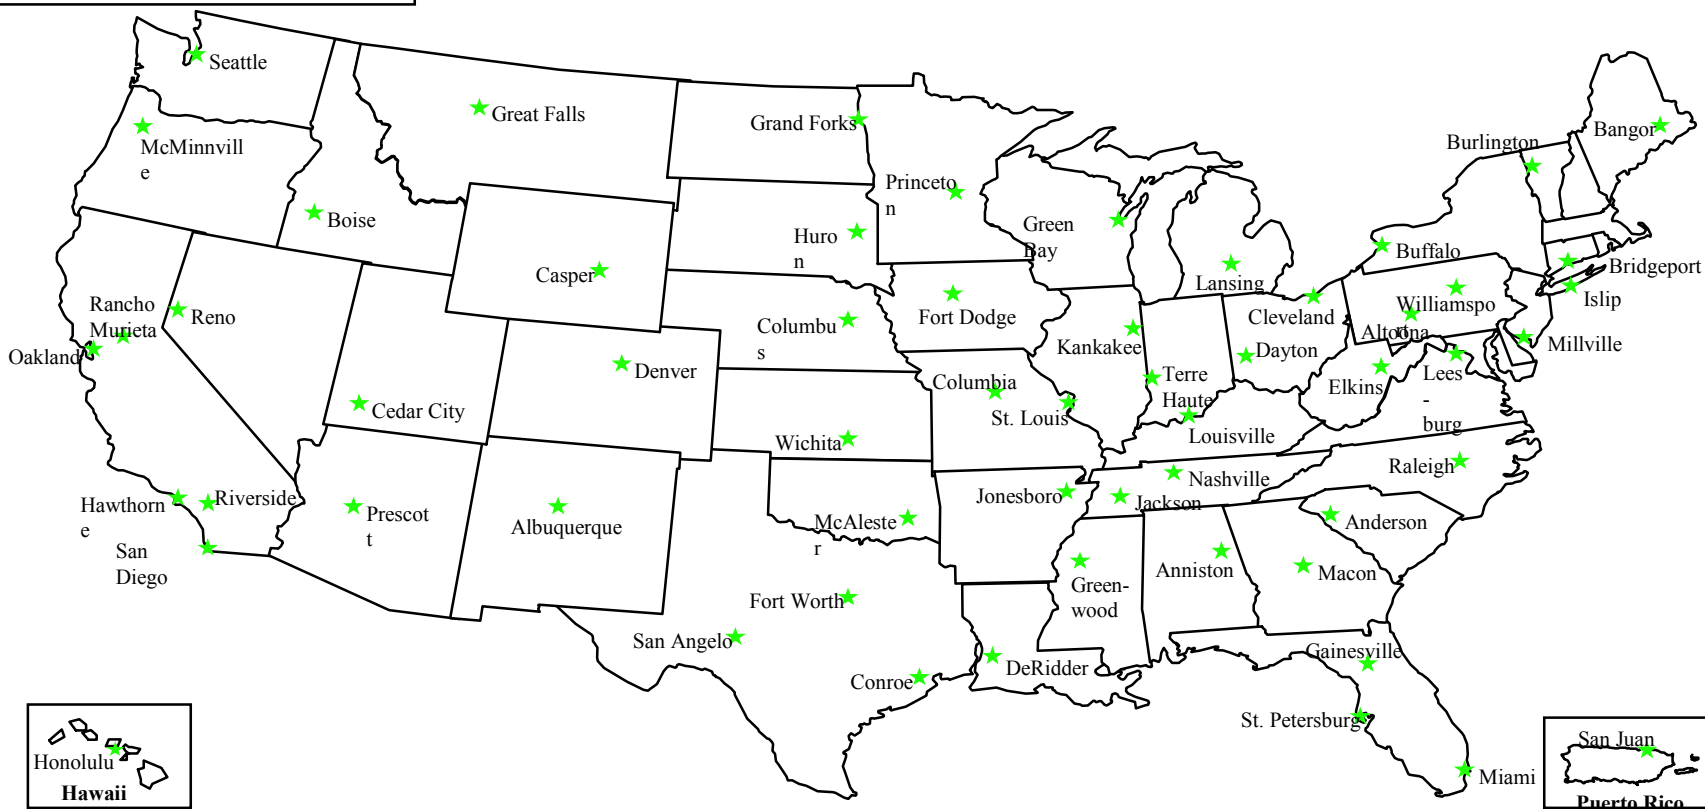 Seattle
Great Falls
Grand Forks
McMinnvill
e
Burlington
Bangor
Princeto
n
Boise
Green
Bay
Huro
n
Buffalo
Bridgeport
Casper
Lansing
Islip
Rancho
Murieta
Reno
Fort Dodge
Cleveland
Williamspo
Columbu
s
Altoona
Millville
Oakland
Kankakee
Dayton
Denver
Terre
Haute
Elkins
Lees
-
burg
Columbia
Cedar City
St. Louis
Louisville
Wichita
Raleigh
Nashville
Hawthorn
e
Riverside
Jonesboro
Jackson
Prescot
t
Albuquerque
McAleste
r
Anderson
San
Diego
Anniston
Macon
Green-
wood
Fort Worth
San Angelo
Gainesville
DeRidder
Conroe
St. Petersburg
San Juan
Honolulu
Miami
Hawaii
Puerto Rico